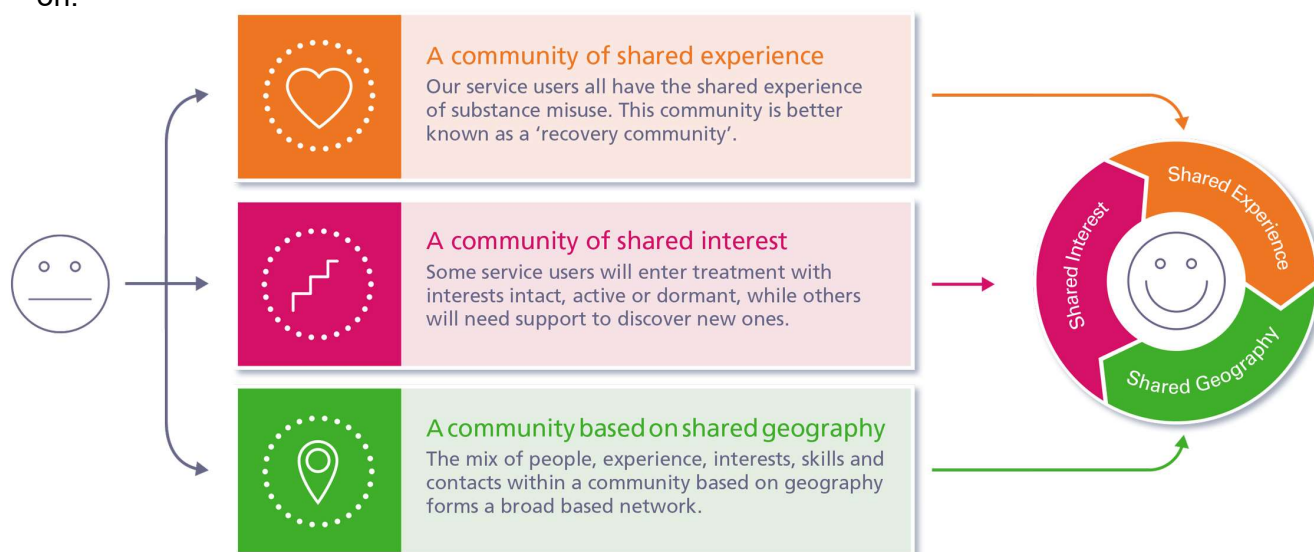 on.
A community of shared experience
Our service users all have the shared experience
of substance misuse. This community is better
known as a ‘recovery community’.
A community of shared interest
Some service users will enter treatment with
interests intact, active or dormant, while others
will need support to discover new ones.
A community based on shared geography
The mix of people, experience, interests, skills and
contacts within a community based on geography
forms a broad based network.
Shared Experience
Shared Interest
Shared Geography